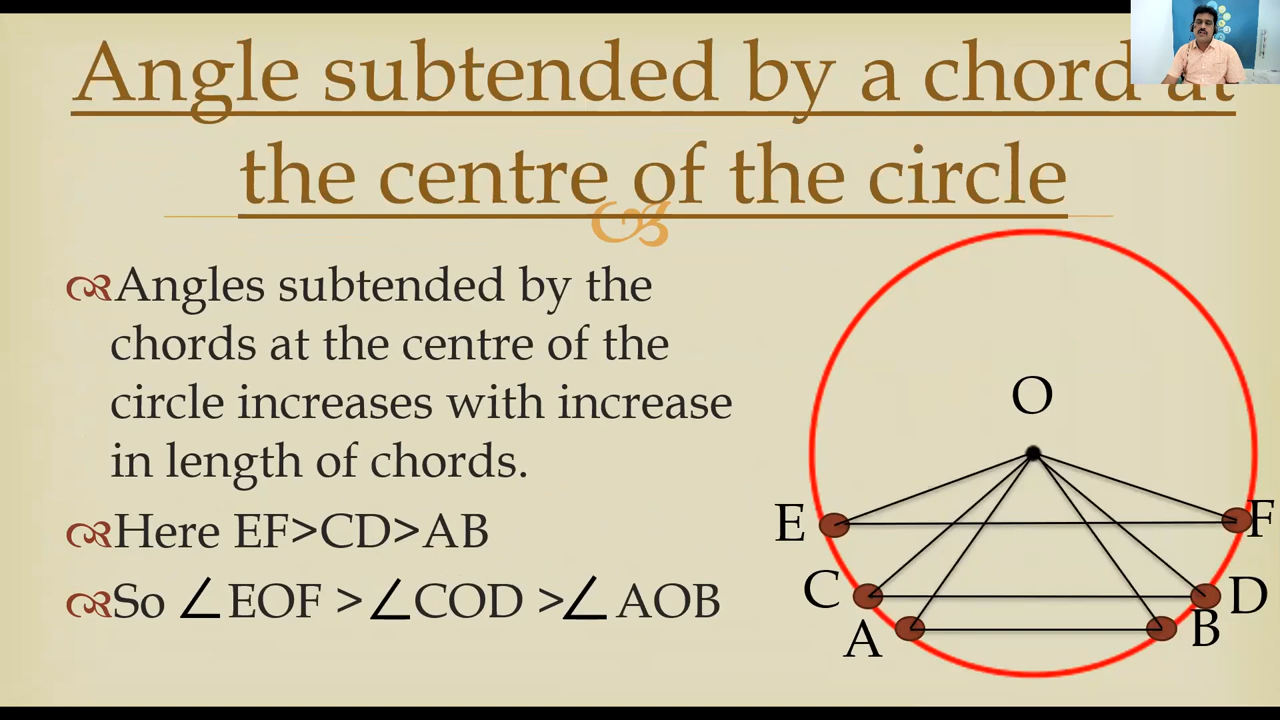 Angle subtended by a chord at
the centre of the circle
Angles subtended by the
chords at the centre of the
circle increases with increase
in length of chords.
Here EF>CD>AB
So ∠EOF >∠COD >∠ AOB
O
E
F
C
D
A
B